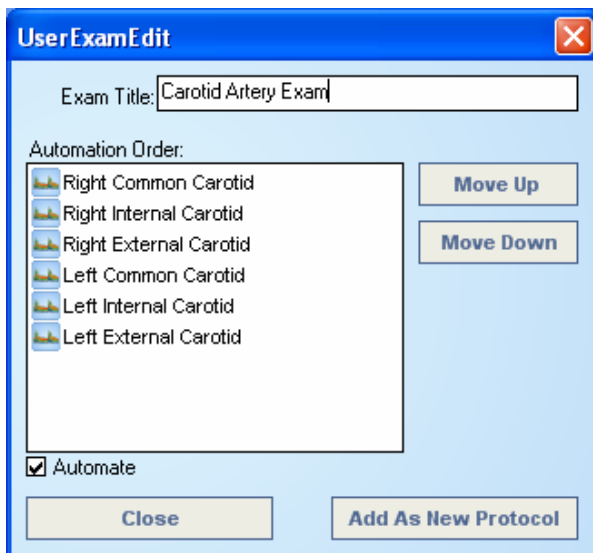 UserExamEdit
Exam Title: Carotid Artery Exam
Automation Order:
Right Common Carotid
Right Internal Carotid
Right External Carotid
Left Common Carotid
Left Internal Carotid
Left External Carotid
Move Up
Move Down
Automate
Close
Add As New Protocol